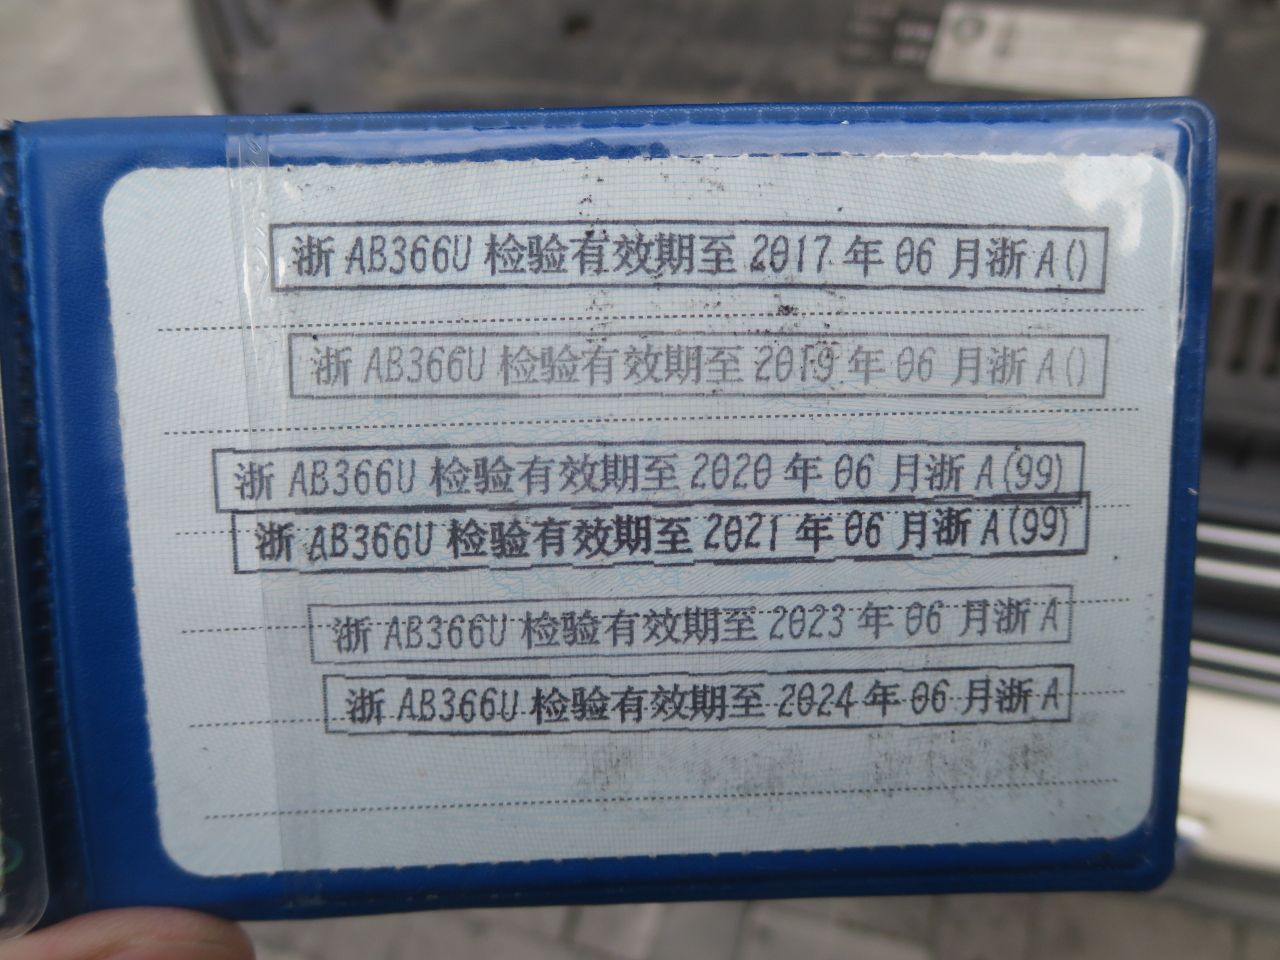 浙 AB366U 检验有效期至 2017 年 06 月浙 A()
浙 AB366U 检验有效期至 2019 年 06 月浙 A()
浙 AB366U 检验有效期至 2020 年 06 月浙 A(99)
浙 AB366U 检验有效期至 2021 年 06 月浙 A(99)
浙 AB366U 检验有效期至 2023 年 06 月浙 A
浙 AB366U 检验有效期至 2024 年 06 月浙 A